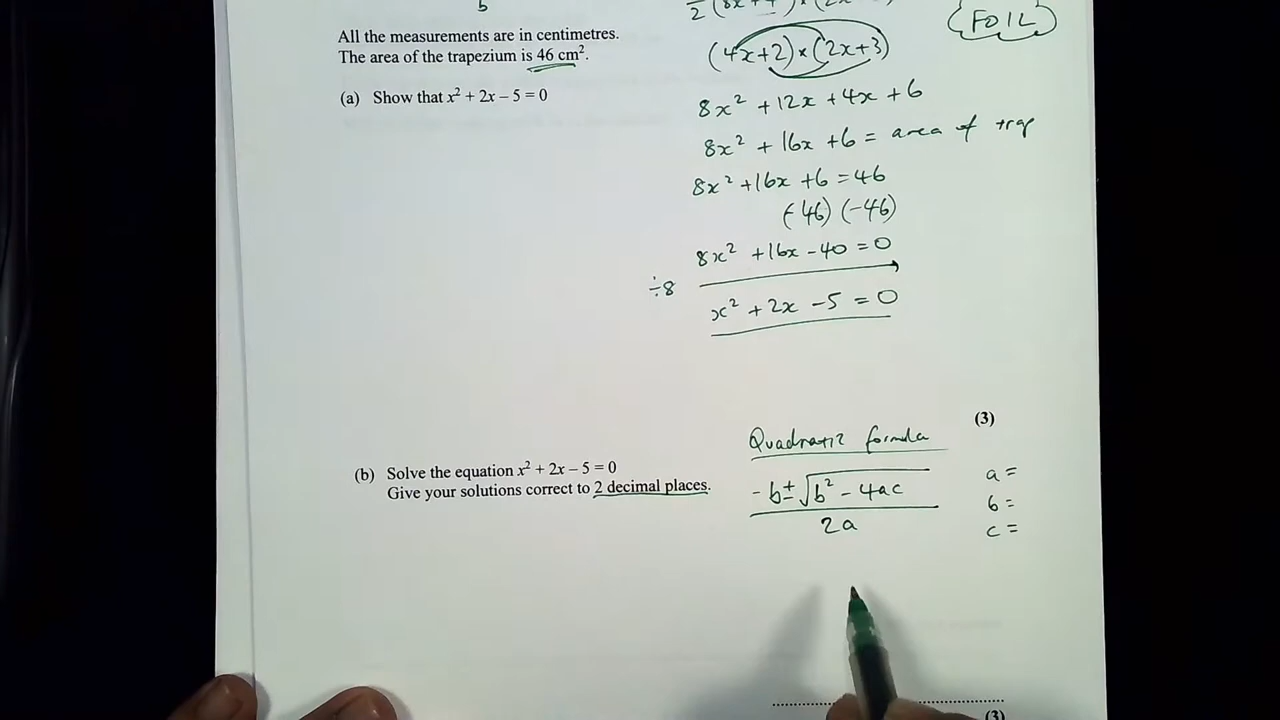 b
All the measurements are in centimetres.
The area of the trapezium is 46 cm².
(a) Show that x² + 2x – 5 = 0
FOIL
(4x+2)×(2x+3)
8x² +12x +4x +6
8x² + 16x +6 = area of trap
8x² +16x +6 =46
(-46) (-46)
8x² +16x -40 =0
÷8
x² + 2x -5 = 0
(3)
(b) Solve the equation x² + 2x – 5 = 0
Give your solutions correct to 2 decimal places.
Quadratic formula
-b±√b² - 4ac
2a
a =
b =
c =
(3)